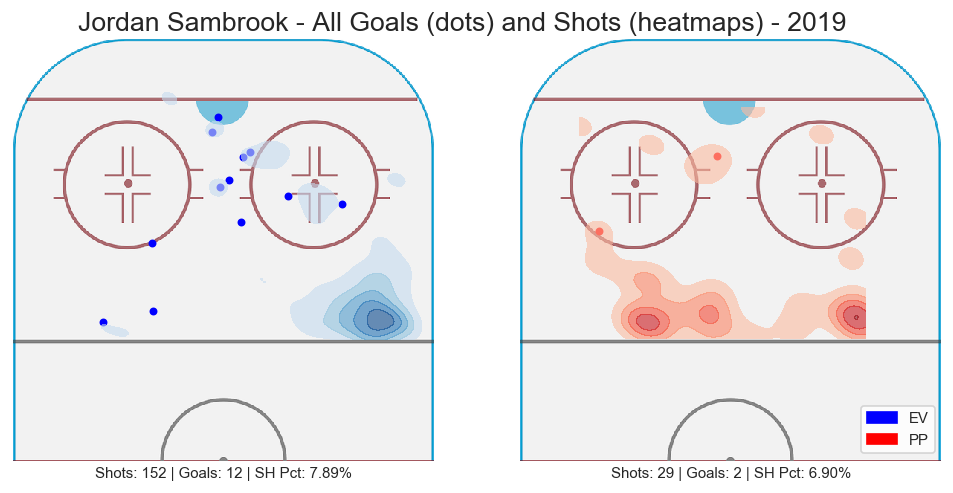 Jordan Sambrook - All Goals (dots) and Shots (heatmaps) - 2019
EV
PP
Shots: 152 | Goals: 12 | SH Pct: 7.89%
Shots: 29 | Goals: 2 | SH Pct: 6.90%